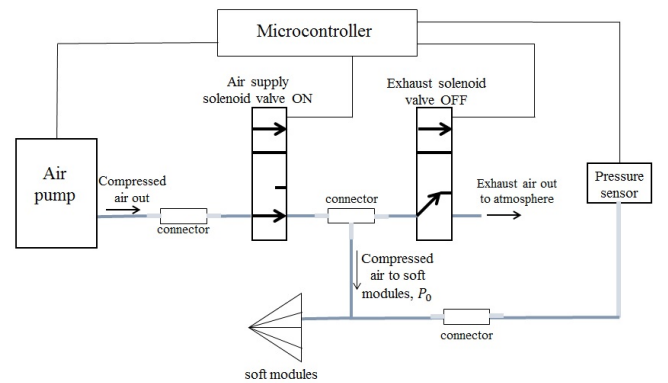 Microcontroller
Air supply
solenoid valve ON
Exhaust solenoid
valve OFF
Air
pump
Compressed
air out
connector
connector
Exhaust air out
to atmosphere
Pressure
sensor
Compressed
air to soft
modules, P₀
connector
soft modules